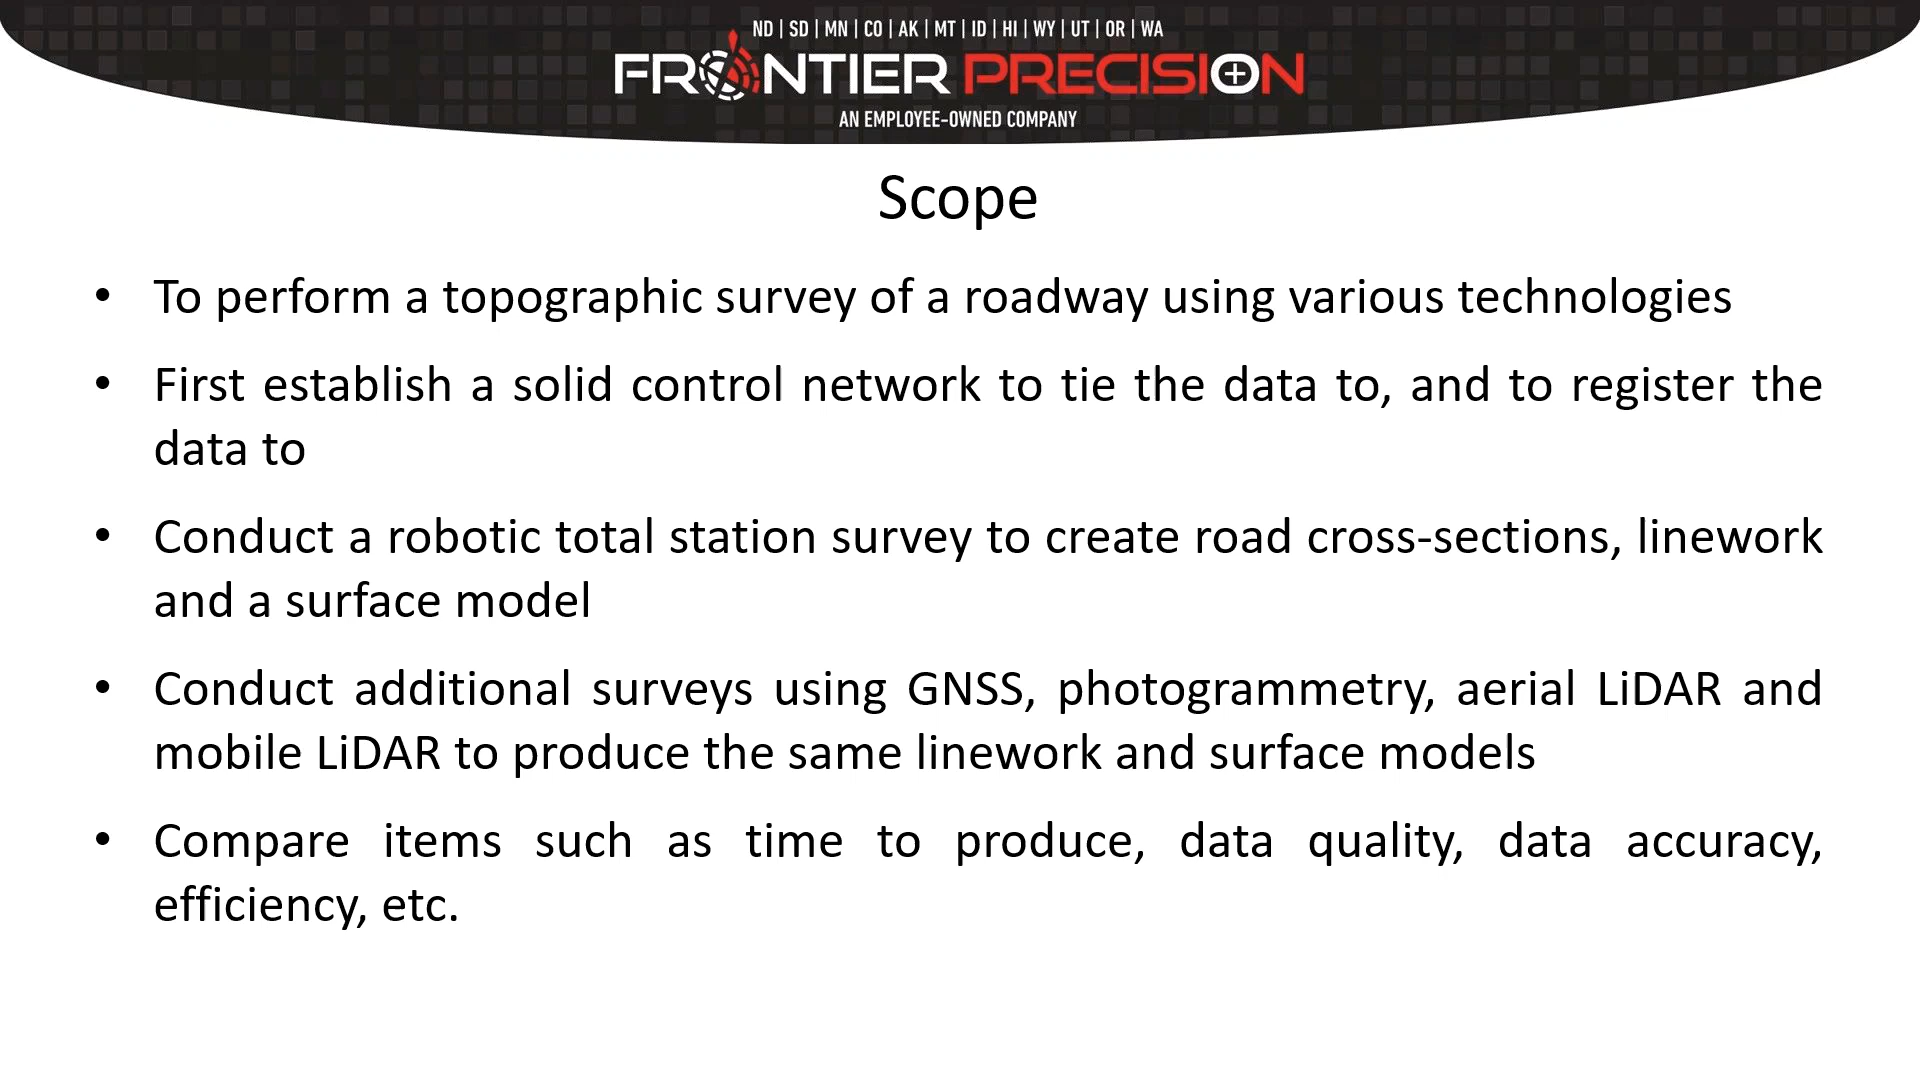 ND | SD | MN | CO | AK | MT | ID | HI | WY | UT | OR | WA
FRONTIER PRECISION
AN EMPLOYEE-OWNED COMPANY
Scope
• To perform a topographic survey of a roadway using various technologies
• First establish a solid control network to tie the data to, and to register the
data to
• Conduct a robotic total station survey to create road cross-sections, linework
and a surface model
• Conduct additional surveys using GNSS, photogrammetry, aerial LiDAR and
mobile LiDAR to produce the same linework and surface models
• Compare items such as time to produce, data quality, data accuracy,
efficiency, etc.